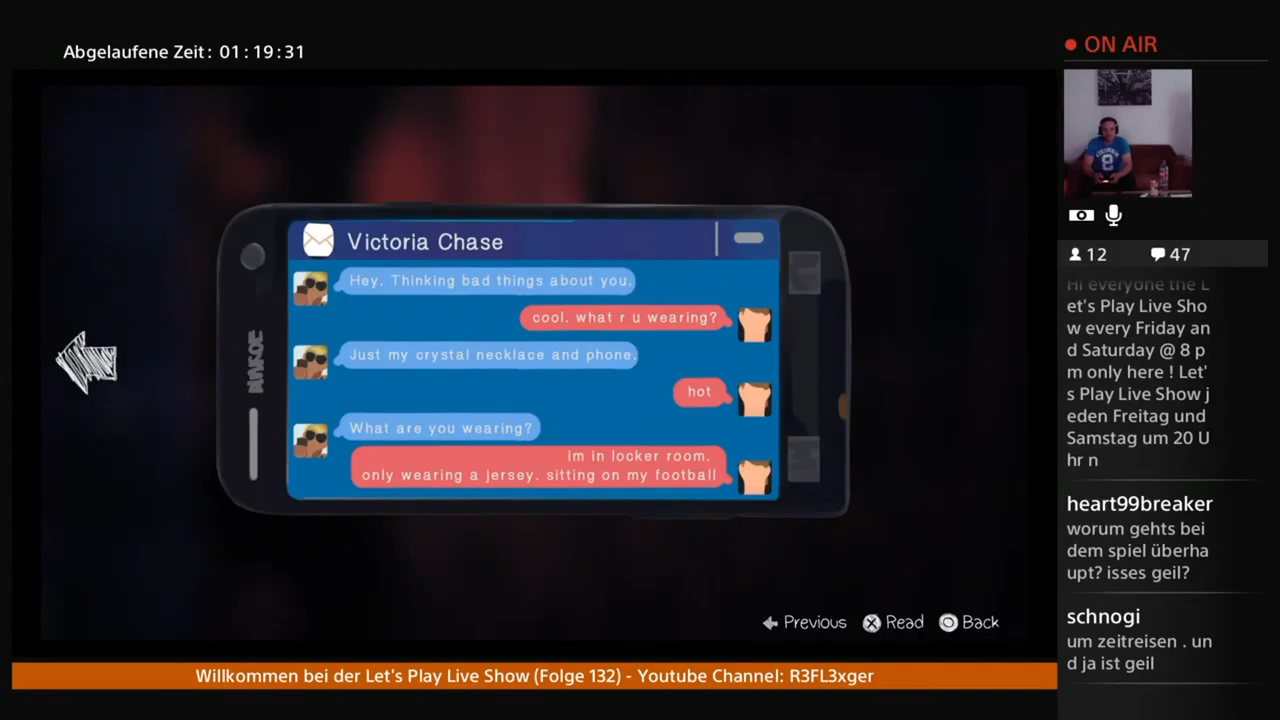 Abgelaufene Zeit: 01:19:31
ON AIR
12
47
Victoria Chase
Hey. Thinking bad things about you.
cool. what r u wearing?
Just my crystal necklace and phone.
hot
What are you wearing?
im in locker room.
only wearing a jersey. sitting on my football
Previous
Read
Back
Hi everyone the L
et's Play Live Sho
w every Friday an
d Saturday @ 8 p
m only here ! Let'
s Play Live Show j
eden Freitag und
Samstag um 20 U
hr n
heart99breaker
worum gehts bei
dem spiel überha
upt? isses geil?
schnogi
um zeitreisen . un
d ja ist geil
Willkommen bei der Let's Play Live Show (Folge 132) - Youtube Channel: R3FL3xger